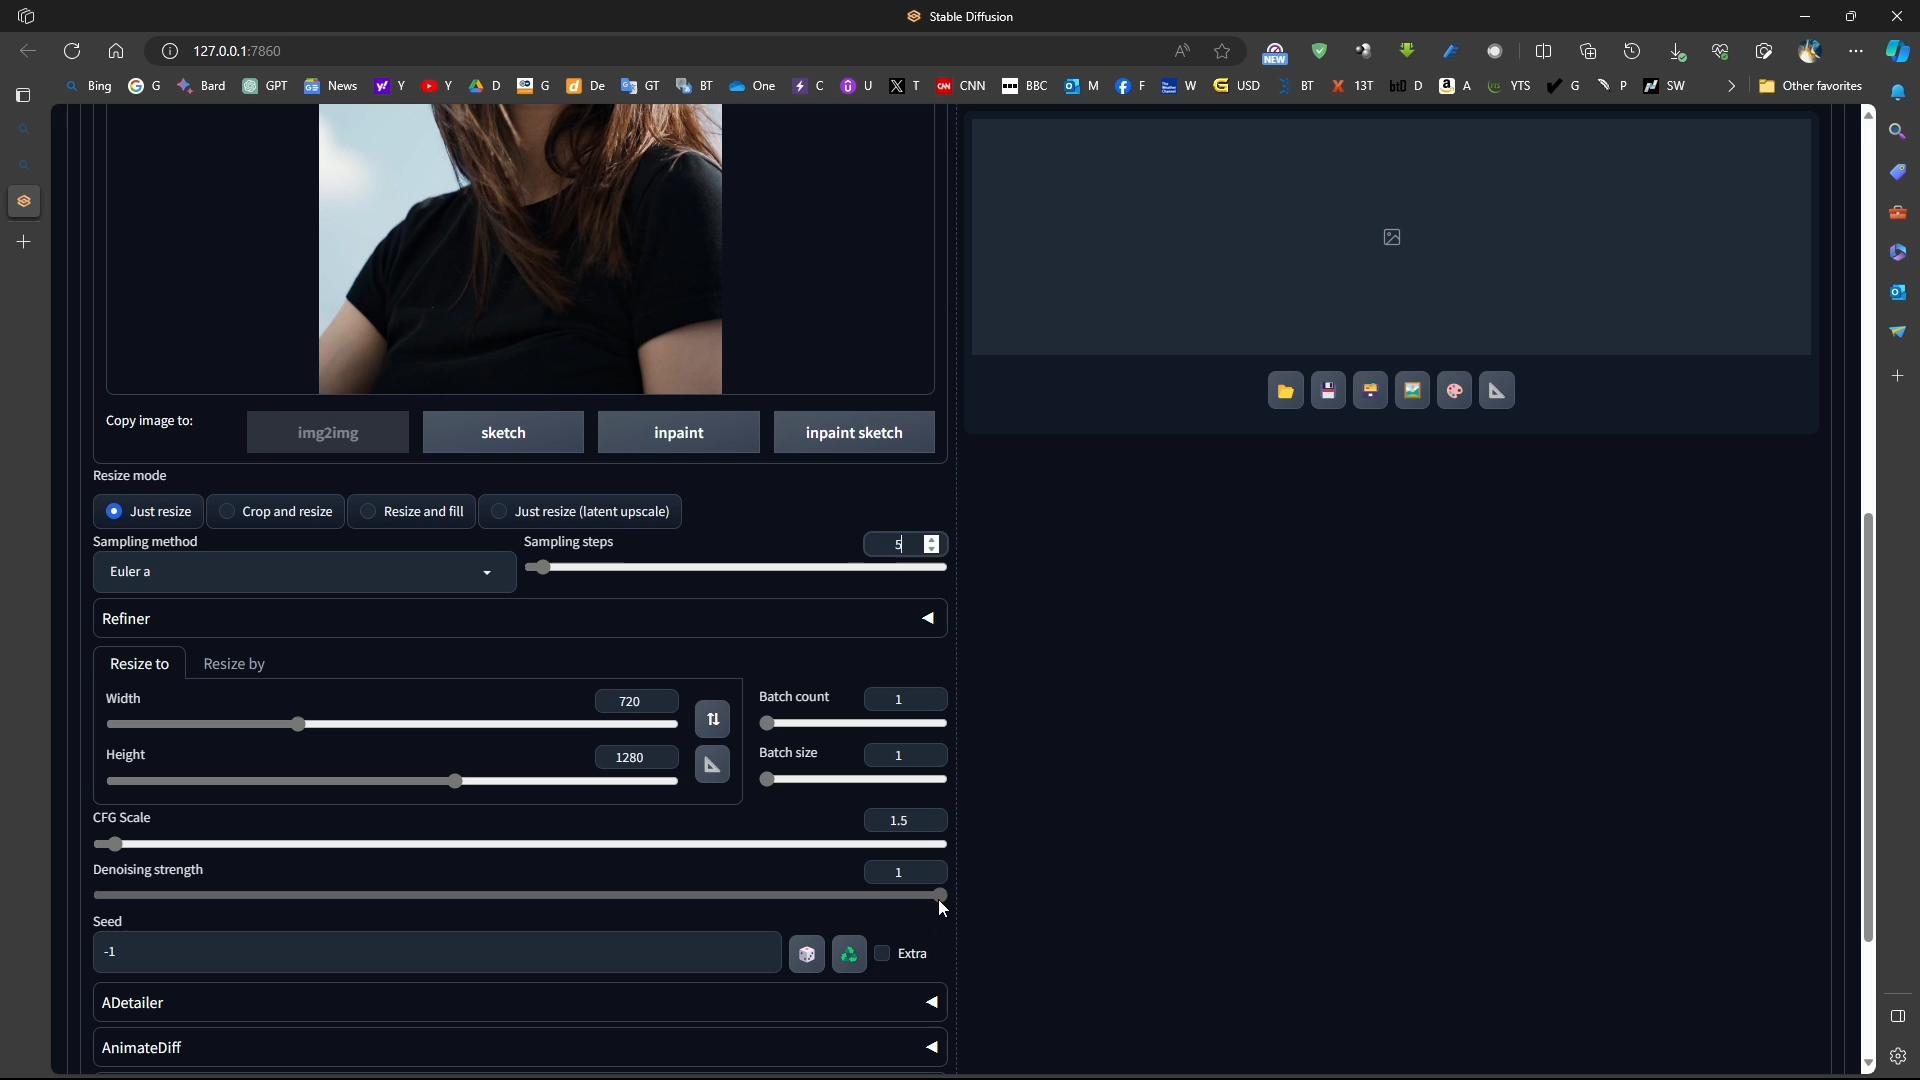 Stable Diffusion
127.0.0.1:7860
NEW
Bing G Bard GPT News Y Y D G De GT BT One C U T CNN BBC M F W USD BT 13T D A YTS G P SW Other favorites
Copy image to:
img2img sketch inpaint inpaint sketch
Resize mode
Just resize Crop and resize Resize and fill Just resize (latent upscale)
Sampling method Sampling steps 5
Euler a
Refiner
Resize to Resize by
Width 720 Batch count 1
Height 1280 Batch size 1
CFG Scale 1.5
Denoising strength 1
Seed
-1 Extra
ADetailer
AnimateDiff